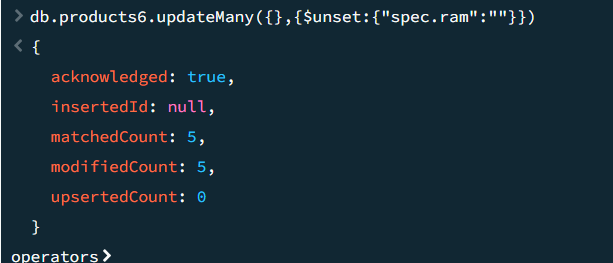 > db.products6.updateMany({},{$unset:{"spec.ram":""}})
< {
acknowledged: true,
insertedId: null,
matchedCount: 5,
modifiedCount: 5,
upsertedCount: 0
}
operators>